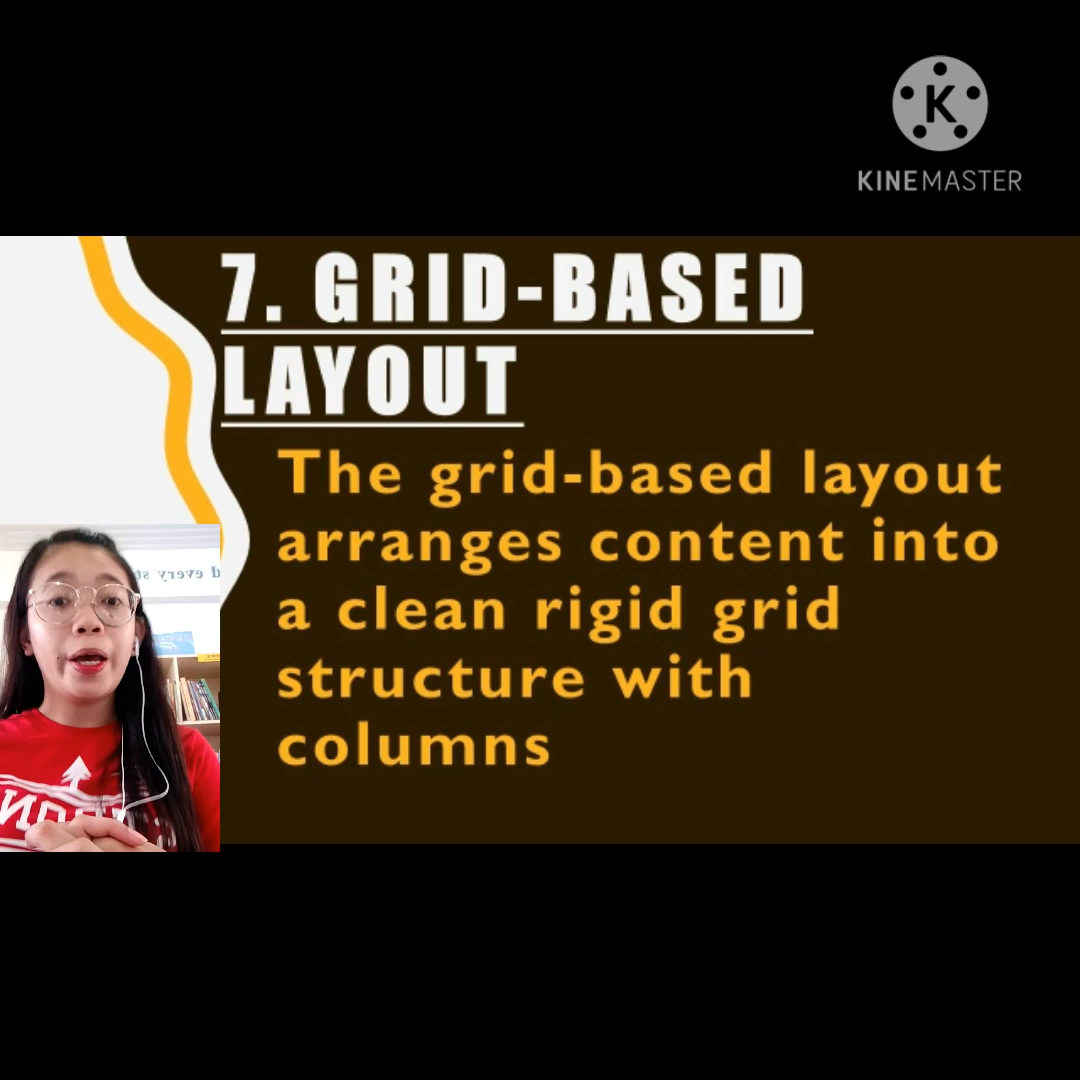 KINEMASTER
7. GRID-BASED
LAYOUT
The grid-based layout
arranges content into
a clean rigid grid
structure with
columns